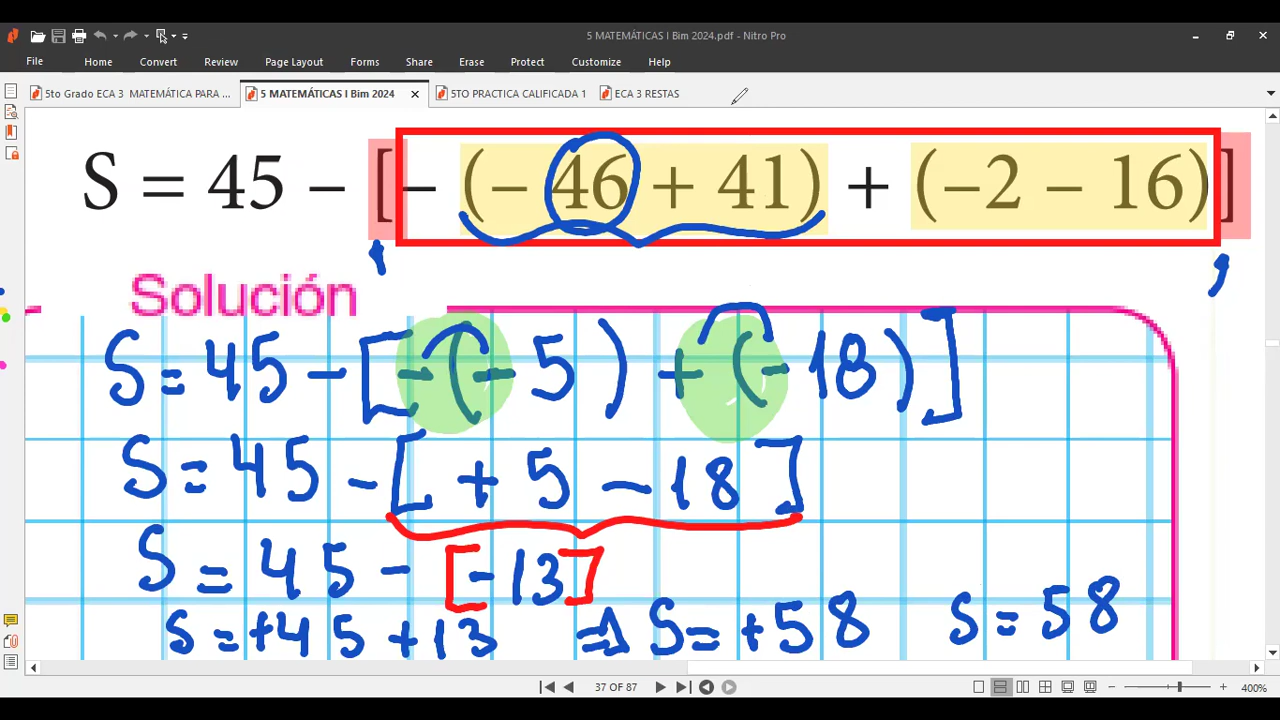 5 MATEMÁTICAS I Bim 2024.pdf - Nitro Pro
File Home Convert Review Page Layout Forms Share Erase Protect Customize Help
5to Grado ECA 3 MATEMÁTICA PARA ... 5 MATEMÁTICAS I Bim 2024 5TO PRACTICA CALIFICADA 1 ECA 3 RESTAS
S = 45 − [− (− 46 + 41) + (−2 − 16)]
Solución
S = 45 - [-(-5) + (-18)]
S = 45 - [+5 - 18]
S = 45 - [-13]
S = +45 + 13 ⇒ S = +58 S = 58
37 OF 87 400%